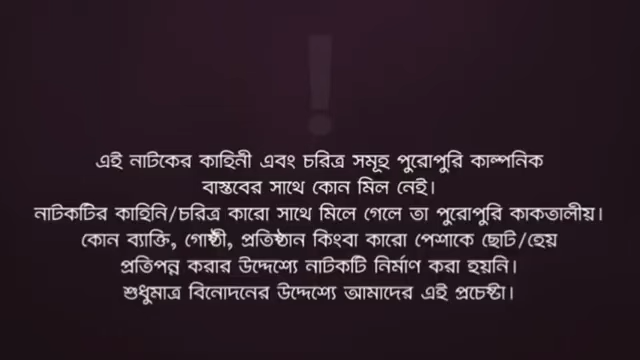 !
এই নাটকের কাহিনী এবং চরিত্র সমূহ পুরোপুরি কাল্পনিক
বাস্তবের সাথে কোন মিল নেই।
নাটকটির কাহিনি/চরিত্র কারো সাথে মিলে গেলে তা পুরোপুরি কাকতালীয়।
কোন ব্যাক্তি, গোষ্ঠী, প্রতিষ্ঠান কিংবা কারো পেশাকে ছোট/হেয়
প্রতিপন্ন করার উদ্দেশ্যে নাটকটি নির্মাণ করা হয়নি।
শুধুমাত্র বিনোদনের উদ্দেশ্যে আমাদের এই প্রচেষ্টা।